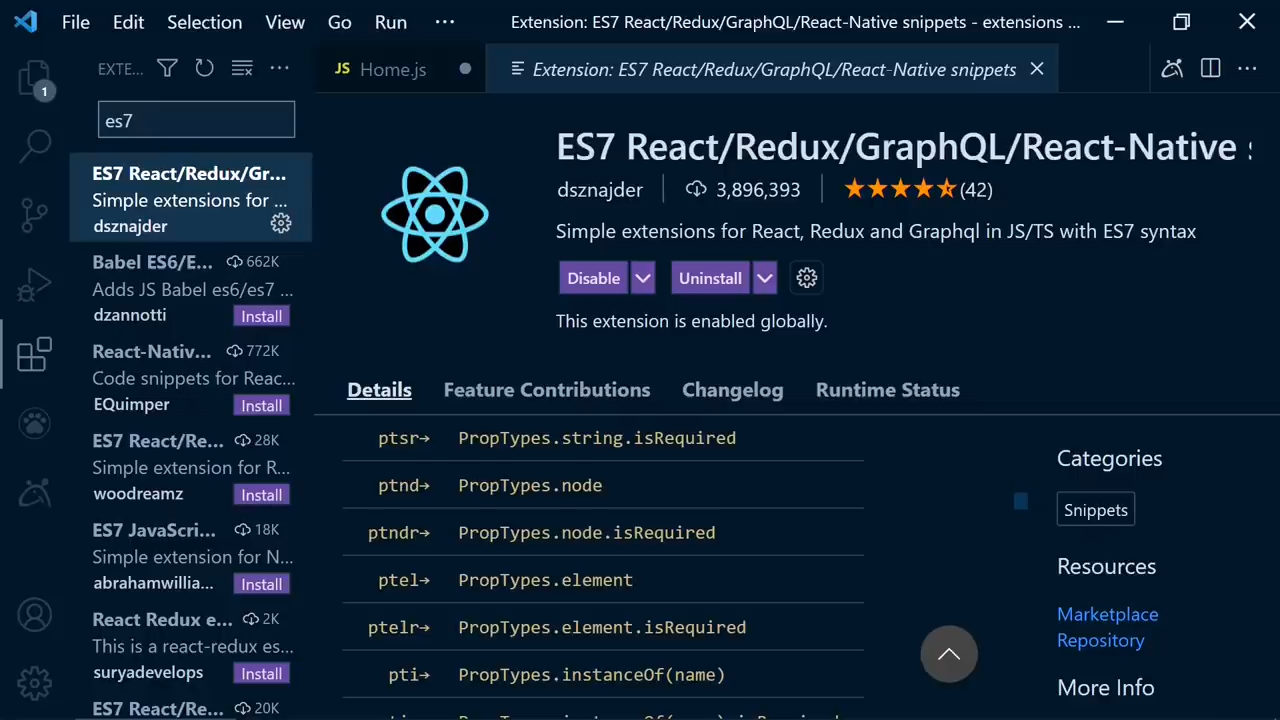 File Edit Selection View Go Run ··· Extension: ES7 React/Redux/GraphQL/React-Native snippets - extensions ...
EXTE... ···
JS Home.js
Extension: ES7 React/Redux/GraphQL/React-Native snippets
···
1
es7
ES7 React/Redux/Gr...
Simple extensions for ...
dsznajder
Babel ES6/E... 662K
Adds JS Babel es6/es7 ...
dzannotti Install
React-Nativ... 772K
Code snippets for Reac...
EQuimper Install
ES7 React/Re... 28K
Simple extension for R...
woodreamz Install
ES7 JavaScri... 18K
Simple extension for N...
abrahamwillia... Install
React Redux e... 2K
This is a react-redux es...
suryadevelops Install
ES7 React/Re... 20K
ES7 React/Redux/GraphQL/React-Native
dsznajder 3,896,393 (42)
Simple extensions for React, Redux and Graphql in JS/TS with ES7 syntax
Disable Uninstall
This extension is enabled globally.
Details Feature Contributions Changelog Runtime Status
ptsr→ PropTypes.string.isRequired
ptnd→ PropTypes.node
ptndr→ PropTypes.node.isRequired
ptel→ PropTypes.element
ptelr→ PropTypes.element.isRequired
pti→ PropTypes.instanceOf(name)
Categories
Snippets
Resources
Marketplace
Repository
More Info